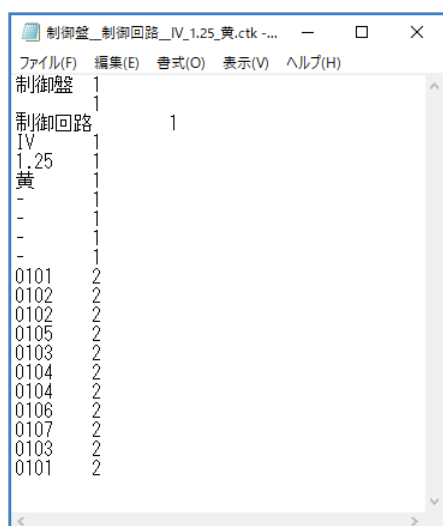 制御盤__制御回路__IV_1.25_黄.ctk -...
ファイル(F) 編集(E) 書式(O) 表示(V) ヘルプ(H)
制御盤 1
1
制御回路 1
IV 1
1.25 1
黄 1
- 1
- 1
- 1
- 1
0101 2
0102 2
0102 2
0105 2
0103 2
0104 2
0104 2
0106 2
0107 2
0103 2
0101 2